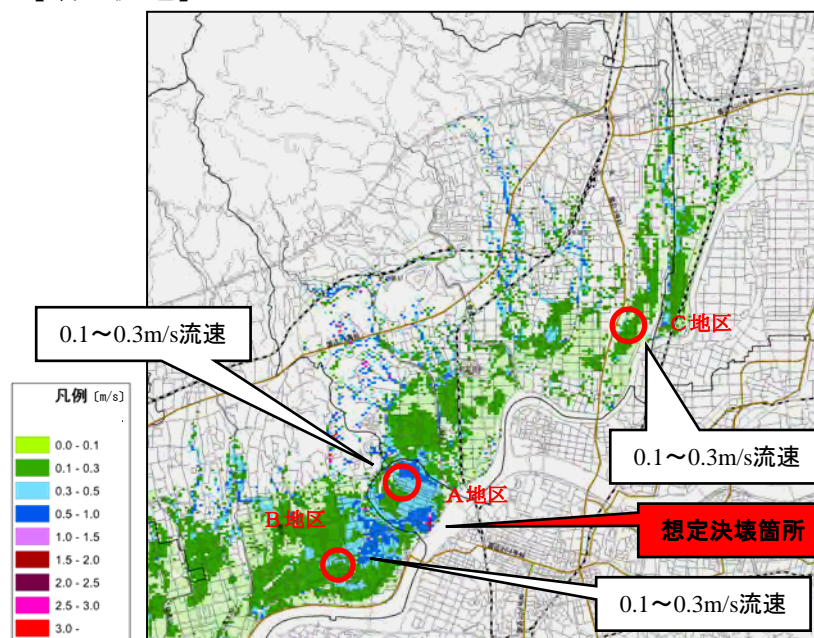 0.1～0.3m/s流速
C地区
凡例〔m/s〕
0.0 - 0.1
0.1 - 0.3
0.3 - 0.5
0.5 - 1.0
1.0 - 1.5
1.5 - 2.0
2.0 - 2.5
2.5 - 3.0
3.0 -
0.1～0.3m/s流速
A地区
B地区
想定決壊箇所
0.1～0.3m/s流速